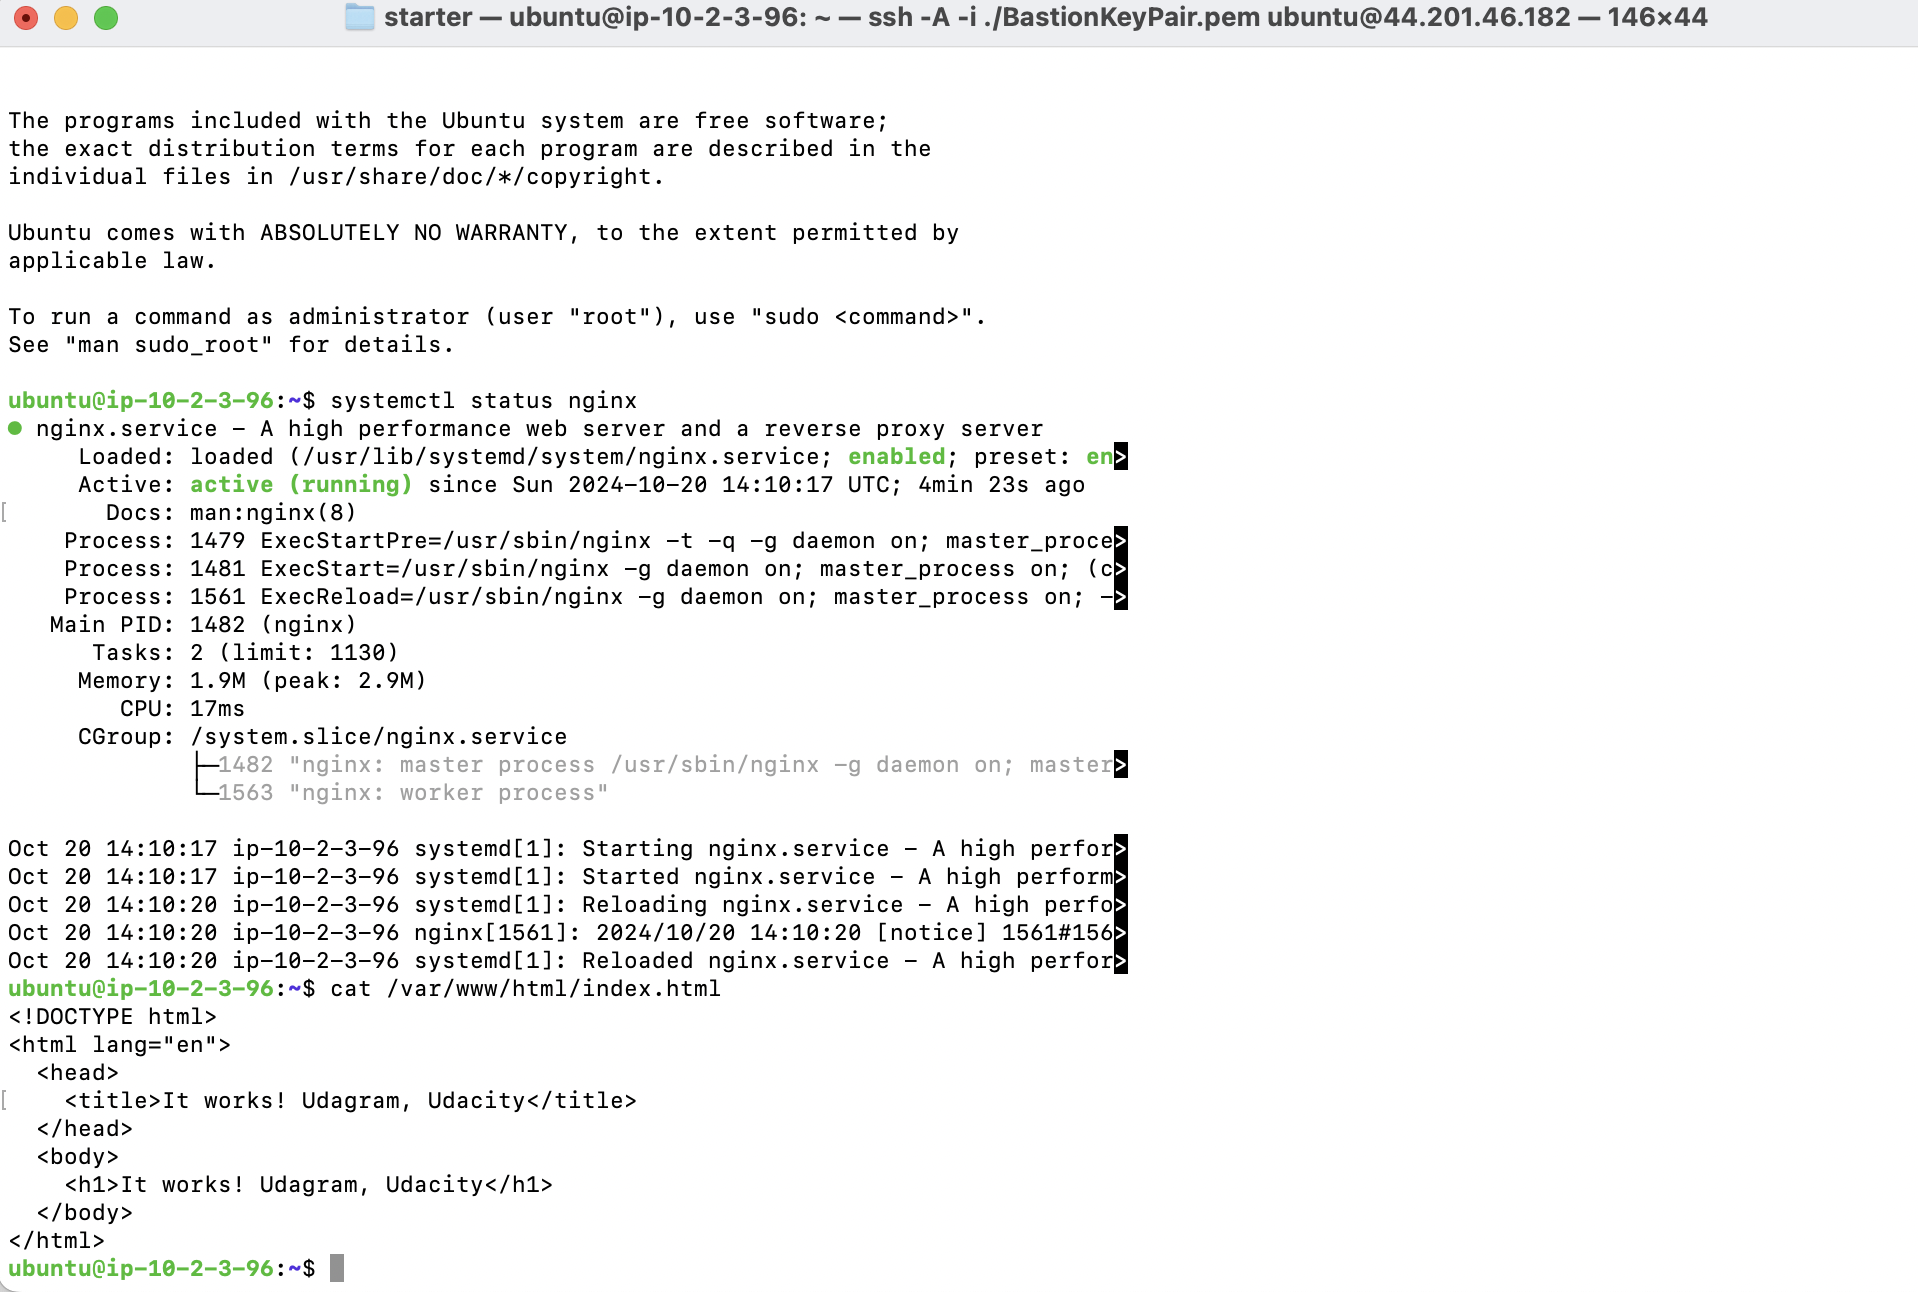 starter — ubuntu@ip-10-2-3-96: ~ — ssh -A -i ./BastionKeyPair.pem ubuntu@44.201.46.182 — 146×44
The programs included with the Ubuntu system are free software;
the exact distribution terms for each program are described in the
individual files in /usr/share/doc/*/copyright.
Ubuntu comes with ABSOLUTELY NO WARRANTY, to the extent permitted by
applicable law.
To run a command as administrator (user "root"), use "sudo <command>".
See "man sudo_root" for details.
ubuntu@ip-10-2-3-96:~$ systemctl status nginx
● nginx.service - A high performance web server and a reverse proxy server
     Loaded: loaded (/usr/lib/systemd/system/nginx.service; enabled; preset: en>
     Active: active (running) since Sun 2024-10-20 14:10:17 UTC; 4min 23s ago
[      Docs: man:nginx(8)
    Process: 1479 ExecStartPre=/usr/sbin/nginx -t -q -g daemon on; master_proce>
    Process: 1481 ExecStart=/usr/sbin/nginx -g daemon on; master_process on; (c>
    Process: 1561 ExecReload=/usr/sbin/nginx -g daemon on; master_process on; ->
   Main PID: 1482 (nginx)
      Tasks: 2 (limit: 1130)
     Memory: 1.9M (peak: 2.9M)
        CPU: 17ms
     CGroup: /system.slice/nginx.service
             ├─1482 "nginx: master process /usr/sbin/nginx -g daemon on; master>
             └─1563 "nginx: worker process"
Oct 20 14:10:17 ip-10-2-3-96 systemd[1]: Starting nginx.service - A high perfor>
Oct 20 14:10:17 ip-10-2-3-96 systemd[1]: Started nginx.service - A high perform>
Oct 20 14:10:20 ip-10-2-3-96 systemd[1]: Reloading nginx.service - A high perfo>
Oct 20 14:10:20 ip-10-2-3-96 nginx[1561]: 2024/10/20 14:10:20 [notice] 1561#156>
Oct 20 14:10:20 ip-10-2-3-96 systemd[1]: Reloaded nginx.service - A high perfor>
ubuntu@ip-10-2-3-96:~$ cat /var/www/html/index.html
<!DOCTYPE html>
<html lang="en">
  <head>
[   <title>It works! Udagram, Udacity</title>
  </head>
  <body>
    <h1>It works! Udagram, Udacity</h1>
  </body>
</html>
ubuntu@ip-10-2-3-96:~$